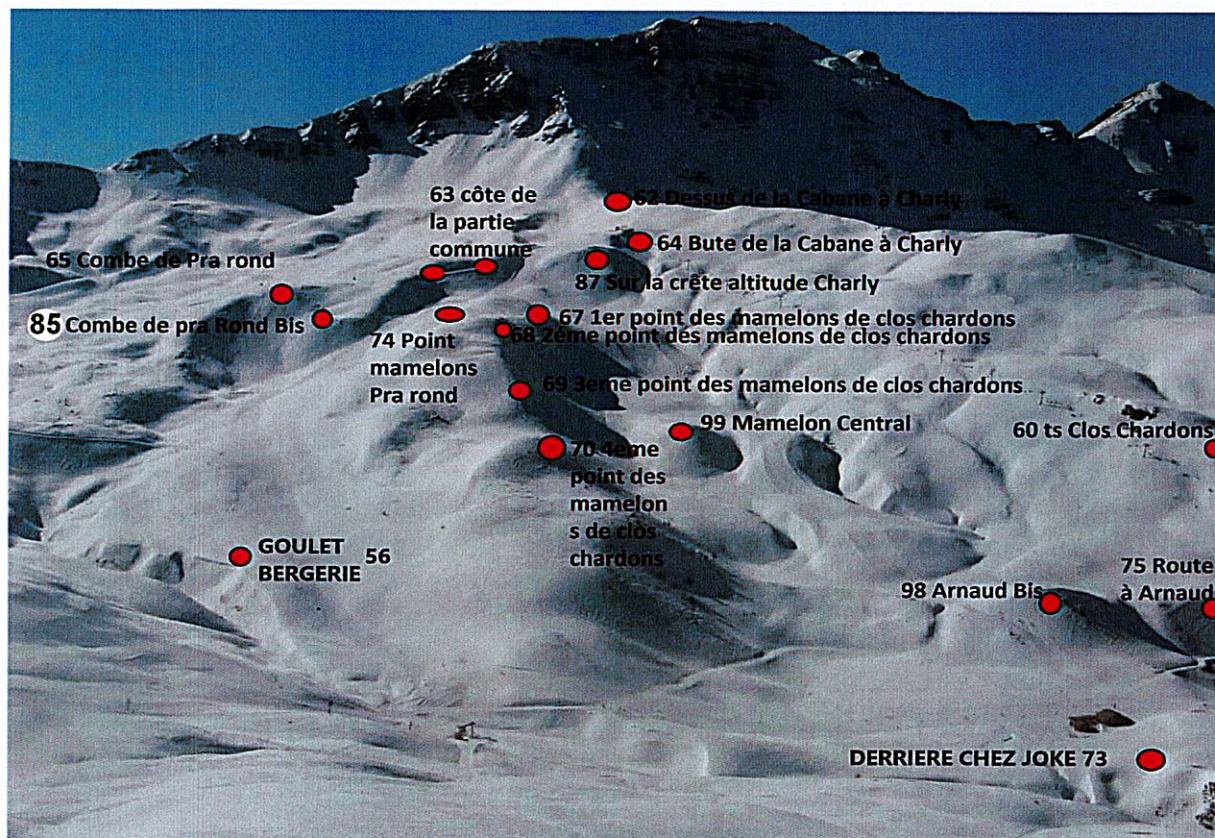 63 côte de
la partie
commune
62 Dessus de la Cabane à Charly
64 Bute de la Cabane à Charly
65 Combe de Pra rond
87 Sur la crête altitude Charly
85 Combe de pra Rond Bis
67 1er point des mamelons de clos chardons
68 2éme point des mamelons de clos chardons
74 Point
mamelons
Pra rond
69 3eme point des mamelons de clos chardons
99 Mamelon Central
60 ts Clos Chardons
70 4eme
point des
mamelon
s de clos
chardons
GOULET
BERGERIE 56
98 Arnaud Bis
75 Route
à Arnaud
DERRIERE CHEZ JOKE 73